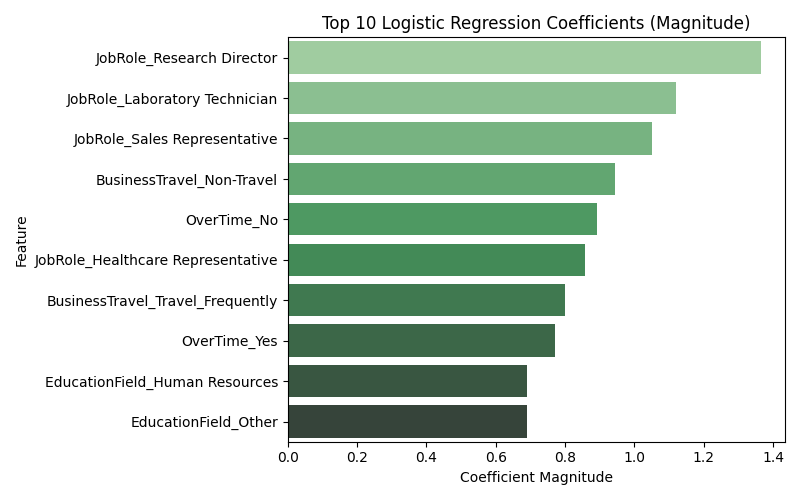 Top 10 Logistic Regression Coefficients (Magnitude)
Feature
JobRole_Research Director
JobRole_Laboratory Technician
JobRole_Sales Representative
BusinessTravel_Non-Travel
OverTime_No
JobRole_Healthcare Representative
BusinessTravel_Travel_Frequently
OverTime_Yes
EducationField_Human Resources
EducationField_Other
0.0 0.2 0.4 0.6 0.8 1.0 1.2 1.4
Coefficient Magnitude